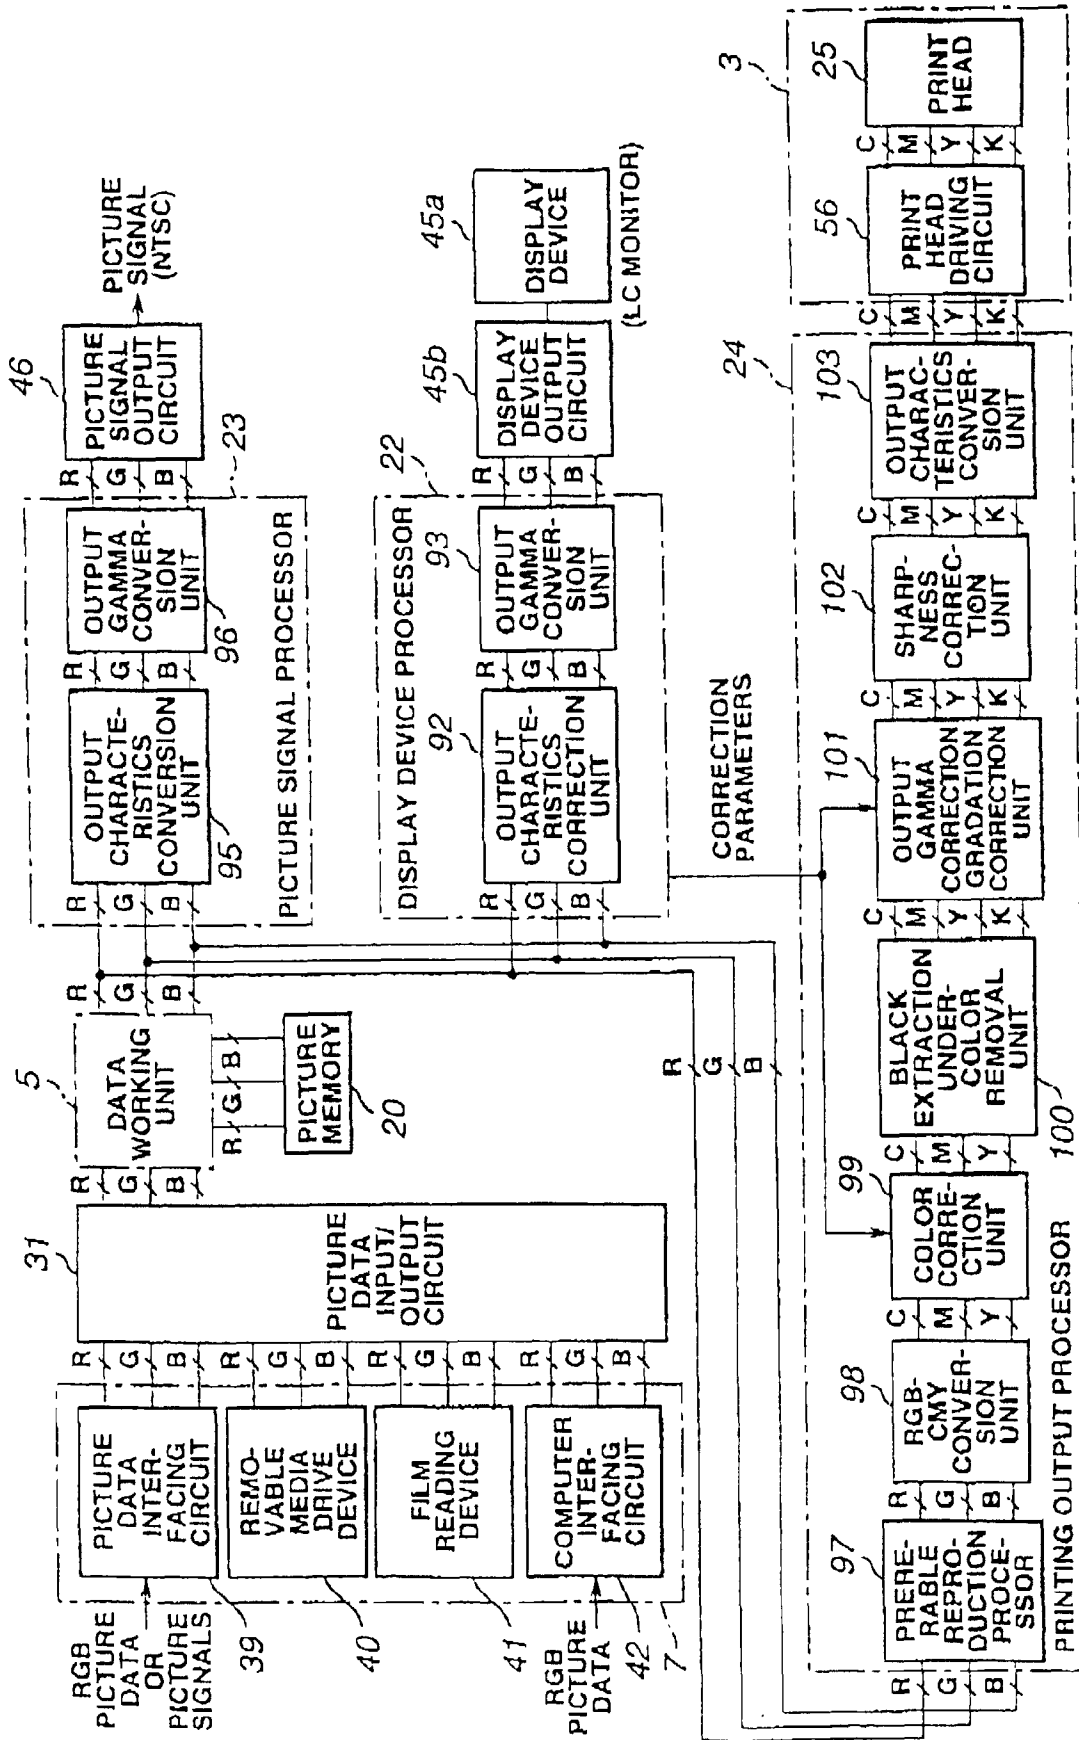 RGB
PICTURE
DATA
OR
PICTURE
SIGNALS
PICTURE
DATA
INTER-
FACING
CIRCUIT
39
REMO-
VABLE
MEDIA
DRIVE
DEVICE
40
FILM
READING
DEVICE
41
RGB
PICTURE
DATA
COMPUTER
INTER-
FACING
CIRCUIT
42
7
R
G
B
R
G
B
R
G
B
R
G
B
31
PICTURE
DATA
INPUT/
OUTPUT
CIRCUIT
R
G
B
5
DATA
WORKING
UNIT
R
G
B
PICTURE
MEMORY
20
R
G
B
R
G
B
OUTPUT
CHARACTE-
RISTICS
CONVERSION
UNIT
95
R
G
B
OUTPUT
GAMMA
CONVER-
SION
UNIT
96
PICTURE SIGNAL PROCESSOR
23
R
G
B
46
PICTURE
SIGNAL
OUTPUT
CIRCUIT
PICTURE
SIGNAL
(NTSC)
DISPLAY DEVICE PROCESSOR
22
R
G
B
92
OUTPUT
CHARACTE-
RISTICS
CORRECTION
UNIT
R
G
B
93
OUTPUT
GAMMA
CONVER-
SION
UNIT
R
G
B
45b
DISPLAY
DEVICE
OUTPUT
CIRCUIT
45a
DISPLAY
DEVICE
(LC MONITOR)
CORRECTION
PARAMETERS
R
G
B
R
G
B
97
PRERE-
RABLE
REPRO-
DUCTION
PROCE-
SSOR
R
G
B
98
RGB-
CMY
CONVER-
SION
UNIT
C
M
Y
99
COLOR
CORRE-
CTION
UNIT
C
M
Y
BLACK
EXTRACTION
UNDER-
COLOR
REMOVAL
UNIT
100
C
M
Y
K
101
OUTPUT
GAMMA
CORRECTION
GRADATION
CORRECTION
UNIT
C
M
Y
K
102
SHARP-
NESS
CORREC-
TION
UNIT
C
M
Y
K
103
OUTPUT
CHARAC-
TERISTICS
CONVER-
SION
UNIT
24
PRINTING OUTPUT PROCESSOR
C
M
Y
K
56
PRINT
HEAD
DRIVING
CIRCUIT
C
M
Y
K
25
PRINT
HEAD
3